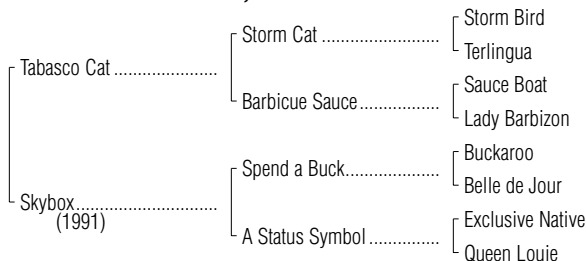 Storm Bird
Storm Cat ........................
Terlingua
Tabasco Cat .....................
Sauce Boat
Barbicue Sauce................
Lady Barbizon
Buckaroo
Spend a Buck...................
Belle de Jour
Skybox.............................
(1991)
Exclusive Native
A Status Symbol ..............
Queen Louie